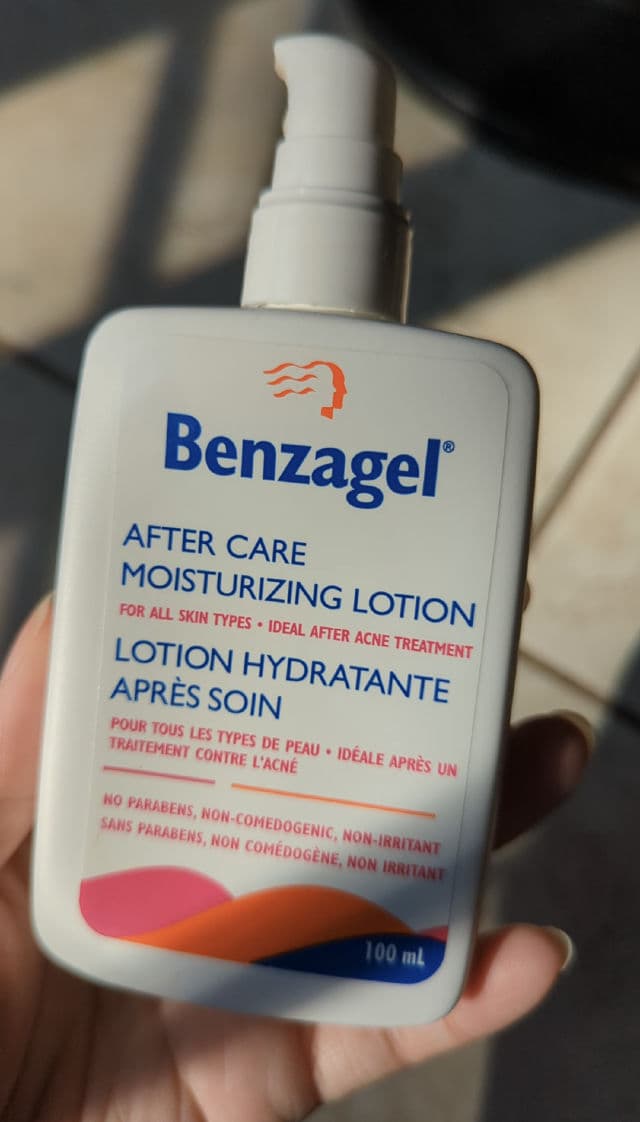 Benzagel®
AFTER CARE
MOISTURIZING LOTION
FOR ALL SKIN TYPES • IDEAL AFTER ACNE TREATMENT
LOTION HYDRATANTE
APRÈS SOIN
POUR TOUS LES TYPES DE PEAU • IDÉALE APRÈS UN
TRAITEMENT CONTRE L'ACNÉ
NO PARABENS, NON-COMEDOGENIC, NON-IRRITANT
SANS PARABENS, NON COMÉDOGÈNE, NON IRRITANT
100 mL